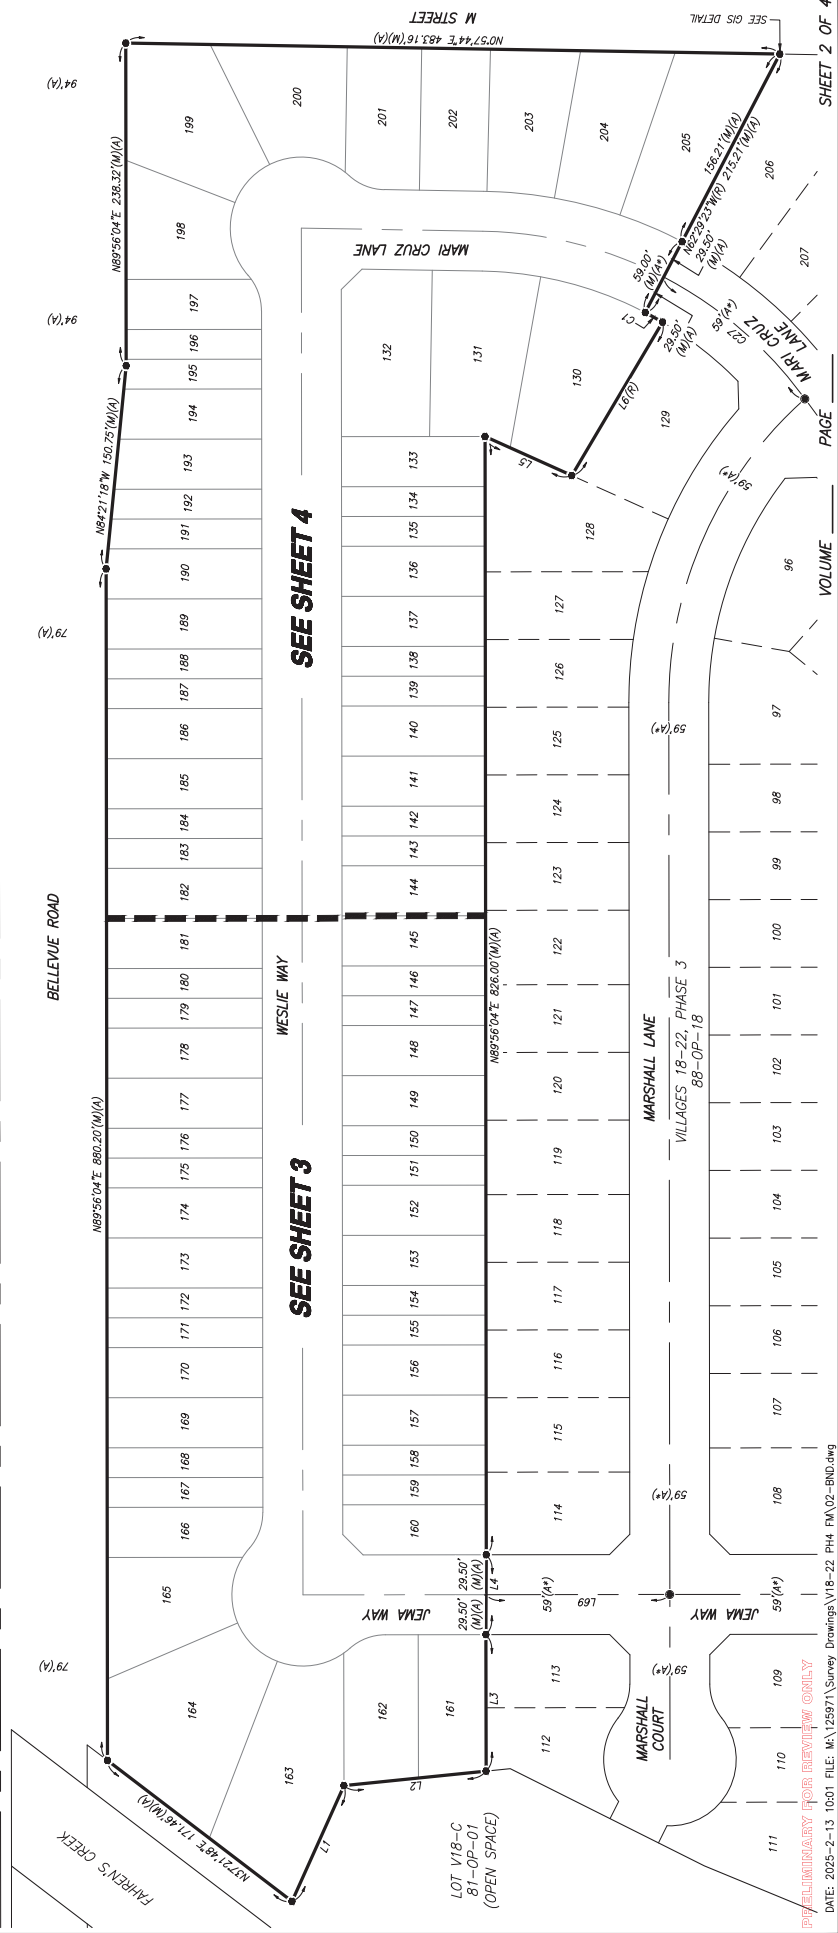 M STREET
N0°57'44"E 483.16'(M)(A)
SEE GIS DETAIL
SHEET 2 OF 4
94'(A)
N89°56'04"E 238.32'(M)(A)
199
200
201
202
203
204
205
206
207
156.21'(M)(A)
215.21'(M)(A)
N62°29'23"W(R)
29.50'
(M)(A)
59.00'
(M)(A*)
C1
29.50'
(M)(A)
59'(A*)
C27
MARI CRUZ
LANE
198
MARI CRUZ LANE
94'(A)
197
196
195
194
193
192
191
190
N84°21'18"W 150.75'(M)(A)
132
131
130
129
L6(R)
L5
128
59'(A*)
PAGE
VOLUME
133
134
135
136
137
138
139
140
141
142
143
144
SEE SHEET 4
79'(A)
189
188
187
186
185
184
183
182
127
126
125
124
123
59'(A*)
96
97
98
99
100
101
102
103
104
105
106
107
108
BELLEVUE ROAD
WESLIE WAY
N89°56'04"E 826.00'(M)(A)
181
180
179
178
177
176
175
174
173
172
171
170
169
168
167
166
145
146
147
148
149
150
151
152
153
154
155
156
157
158
159
160
122
121
120
119
118
117
116
115
114
MARSHALL LANE
VILLAGES 18-22, PHASE 3
88-OP-18
N89°56'04"E 880.20'(M)(A)
SEE SHEET 3
59'(A*)
165
JEMA WAY
29.50'
(M)(A)
29.50'
(M)(A)
L4
59'(A*)
L69
JEMA WAY
59'(A*)
79'(A)
164
163
162
161
L3
113
112
59'(A*)
MARSHALL
COURT
109
110
111
L2
L1
N37°21'48"E 171.46'(M)(A)
FAHREN'S CREEK
LOT V18-C
81-OP-01
(OPEN SPACE)
PRELIMINARY FOR REVIEW ONLY
DATE: 2025-2-13 10:01 FILE: M:\125971\Survey Drawings\V18-22 PH4 FM\02-BND.dwg